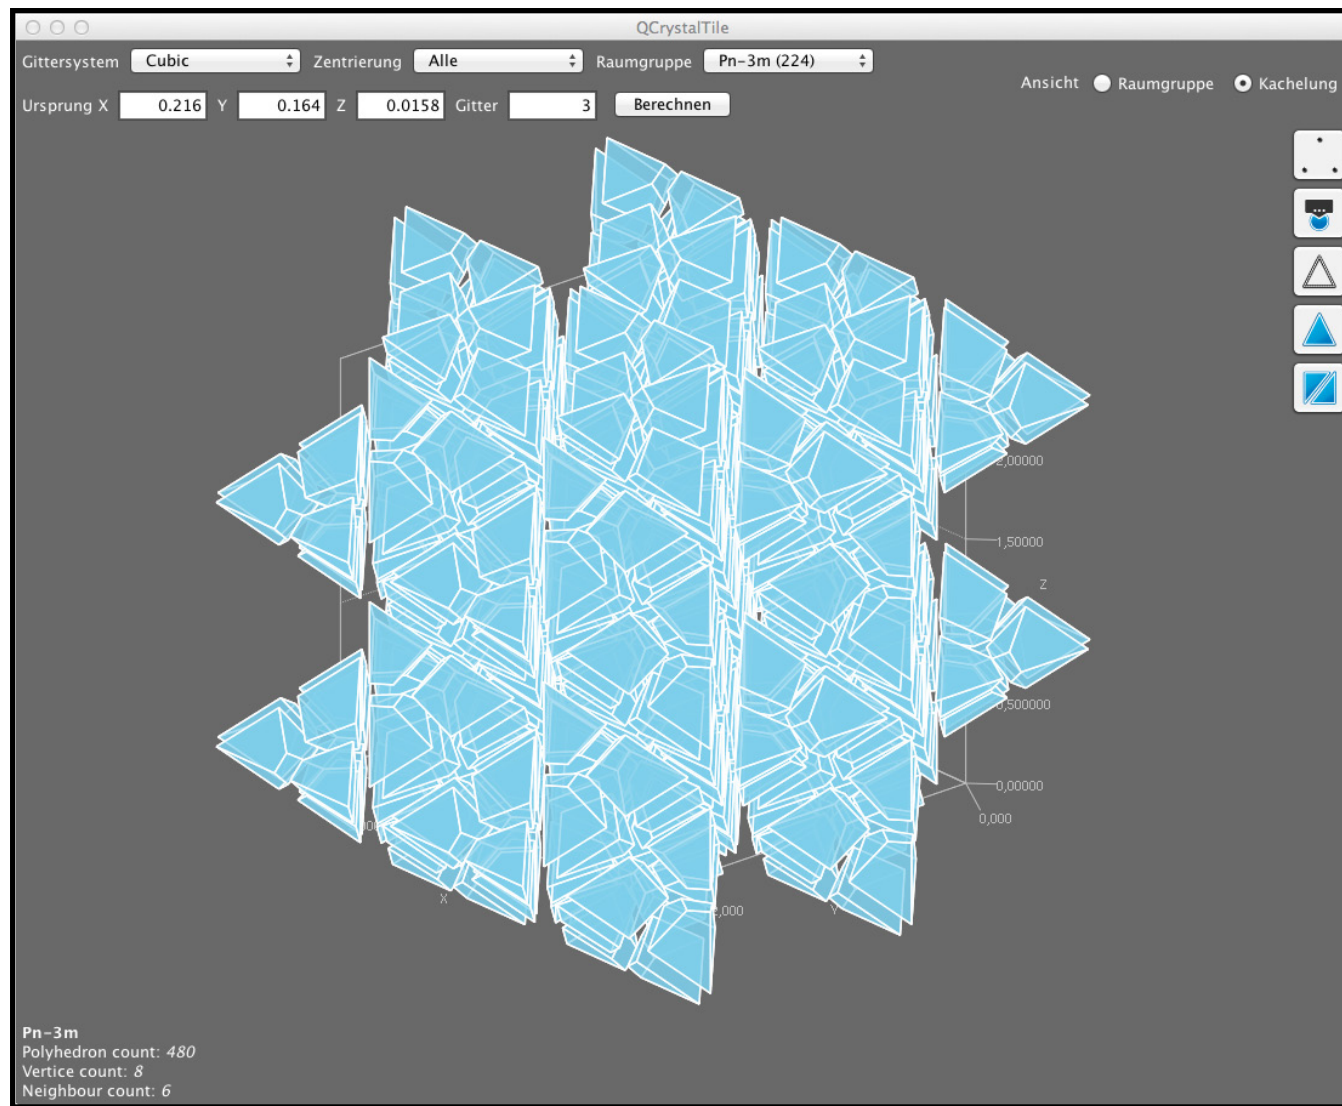 QCrystalTile
Gittersystem Cubic Zentrierung Alle Raumgruppe Pn-3m (224)
Ansicht Raumgruppe Kachelung
Ursprung X 0.216 Y 0.164 Z 0.0158 Gitter 3 Berechnen
2,00000
1,50000
Z
0,500000
0,00000
0,000
X
2,000
Y
Pn-3m
Polyhedron count: 480
Vertice count: 8
Neighbour count: 6